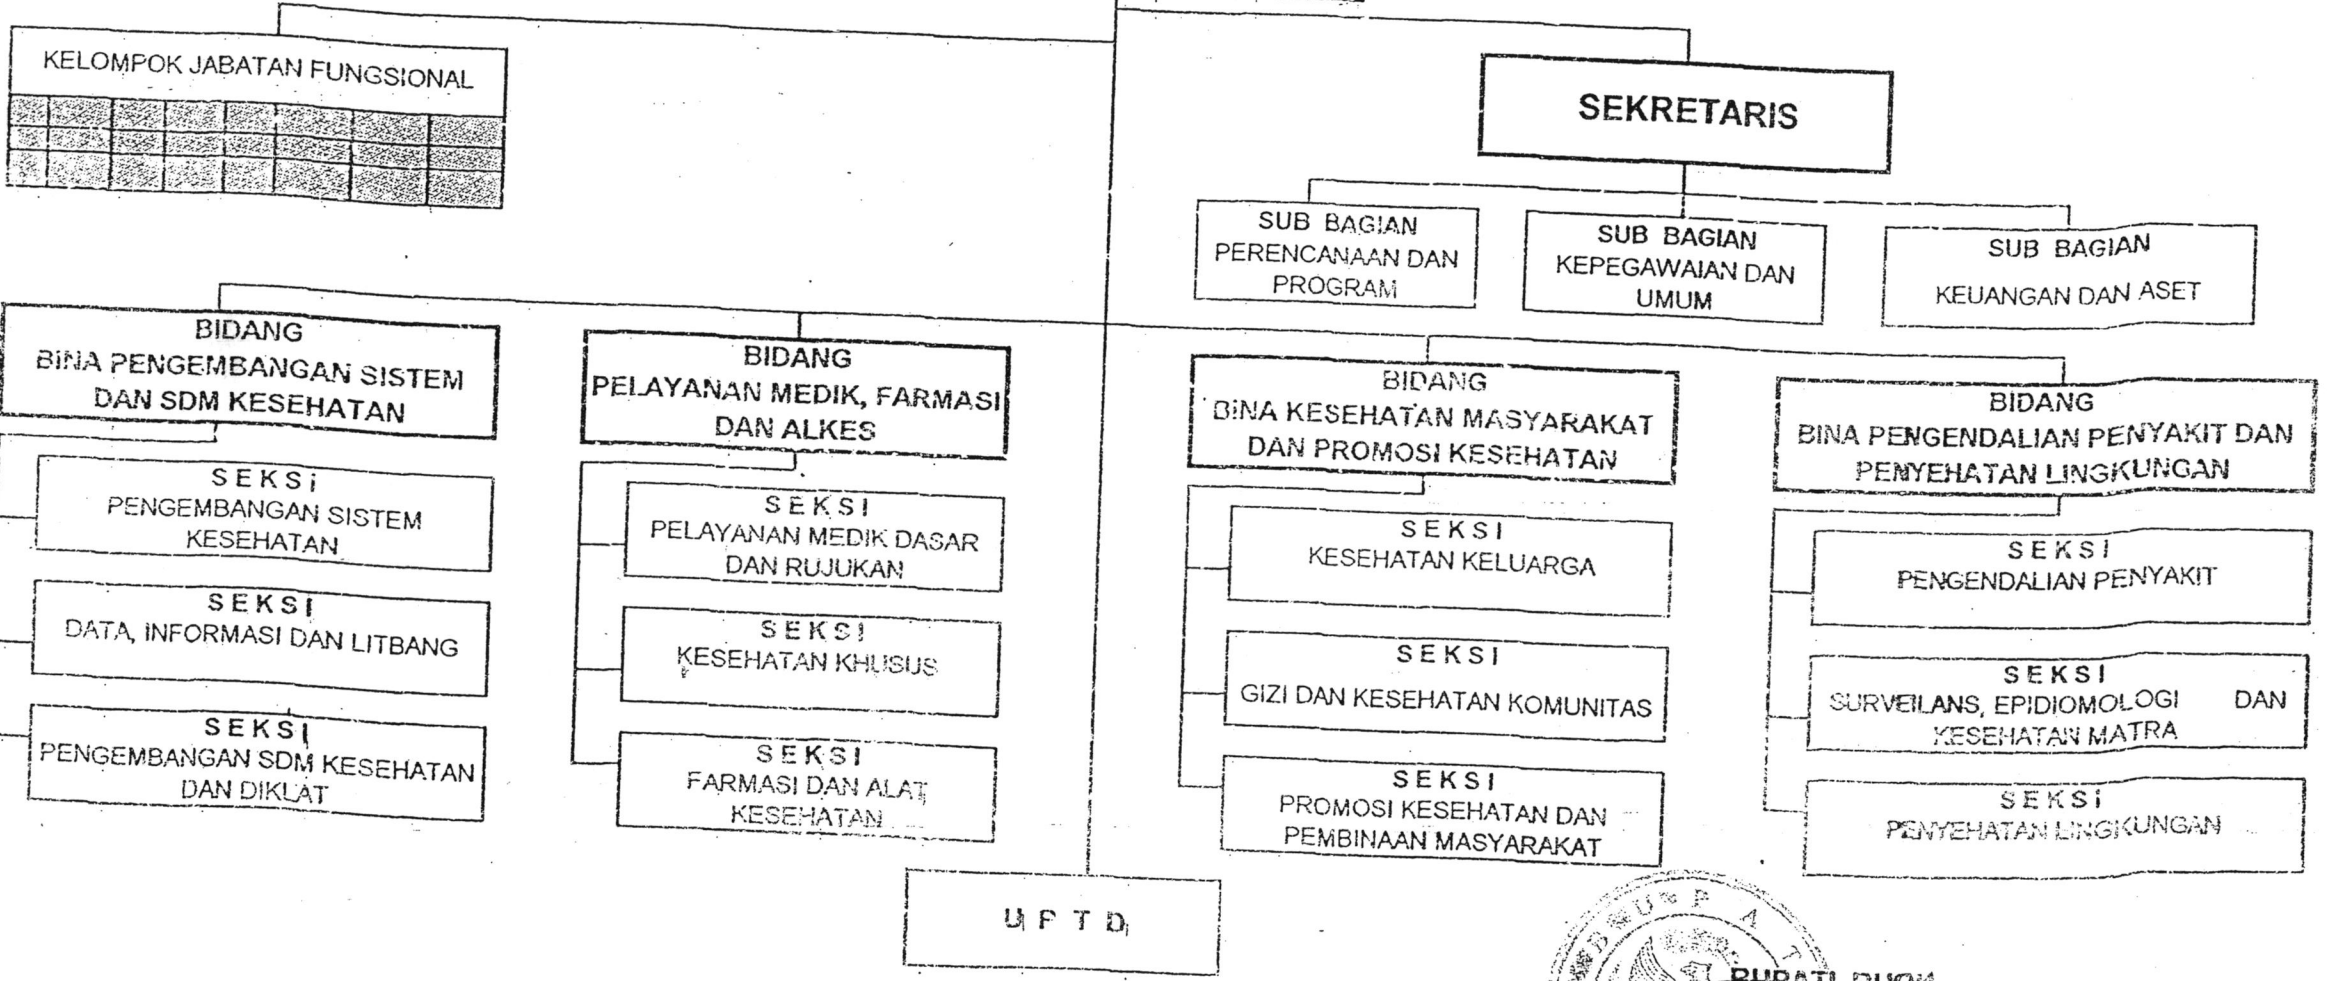 KELOMPOK JABATAN FUNGSIONAL
SEKRETARIS
SUB BAGIAN
PERENCANAAN DAN
PROGRAM
SUB BAGIAN
KEPEGAWAIAN DAN
UMUM
SUB BAGIAN
KEUANGAN DAN ASET
BIDANG
BINA PENGEMBANGAN SISTEM
DAN SDM KESEHATAN
BIDANG
PELAYANAN MEDIK, FARMASI
DAN ALKES
BIDANG
BINA KESEHATAN MASYARAKAT
DAN PROMOSI KESEHATAN
BIDANG
BINA PENGENDALIAN PENYAKIT DAN
PENYEHATAN LINGKUNGAN
SEKSI
PENGEMBANGAN SISTEM
KESEHATAN
SEKSI
DATA, INFORMASI DAN LITBANG
SEKSI
PENGEMBANGAN SDM KESEHATAN
DAN DIKLAT
SEKSI
PELAYANAN MEDIK DASAR
DAN RUJUKAN
SEKSI
KESEHATAN KHUSUS
SEKSI
FARMASI DAN ALAT
KESEHATAN
SEKSI
KESEHATAN KELUARGA
SEKSI
GIZI DAN KESEHATAN KOMUNITAS
SEKSI
PROMOSI KESEHATAN DAN
PEMBINAAN MASYARAKAT
SEKSI
PENGENDALIAN PENYAKIT
SEKSI
SURVEILANS, EPIDIOMOLOGI DAN
KESEHATAN MATRA
SEKSI
PENYEHATAN LINGKUNGAN
U P T D
BUPATI